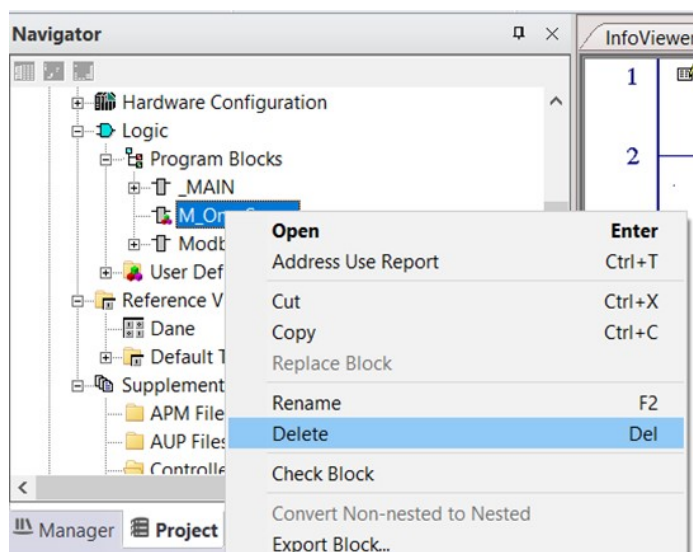 Navigator
InfoViewer
Hardware Configuration
Logic
Program Blocks
_MAIN
Modb
User Def
Reference V
Dane
Default T
Supplement
APM File
AUP Files
Controlle
Manager
Project
Open Enter
Address Use Report Ctrl+T
Cut Ctrl+X
Copy Ctrl+C
Replace Block
Rename F2
Delete Del
Check Block
Convert Non-nested to Nested
Export Block...
1
2